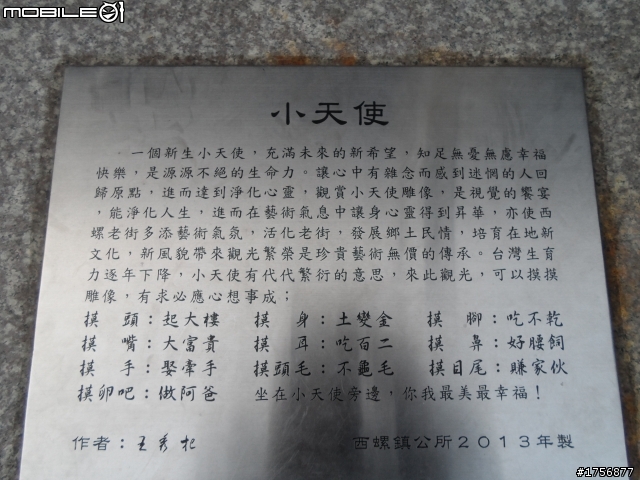 mobile01
小天使
一個新生小天使，充滿未來的新希望，知足無憂無慮幸福
快樂，是源源不絕的生命力。讓心中有雜念而感到迷惘的人回
歸原點，進而達到淨化心靈，觀賞小天使雕像，是視覺的饗宴
，能淨化人生，進而在藝術氣息中讓身心靈得到昇華，亦使西
螺老街多添藝術氣氛，活化老街，發展鄉土民情，培育在地新
文化，新風貌帶來觀光繁榮是珍貴藝術無價的傳承。台灣生育
力逐年下降，小天使有代代繁衍的意思，來此觀光，可以摸摸
雕像，有求必應心想事成；
摸　頭：起大樓　摸　身：土變金　摸　腳：吃不乾
摸　嘴：大富貴　摸　耳：吃百二　摸　鼻：好腰飼
摸　手：娶牽手　摸頭毛：不龜毛　摸目尾：賺家伙
摸卵吧：做阿爸　坐在小天使旁邊，你我最美最幸福！
作者：王秀杞　西螺鎮公所２０１３年製
#1756877